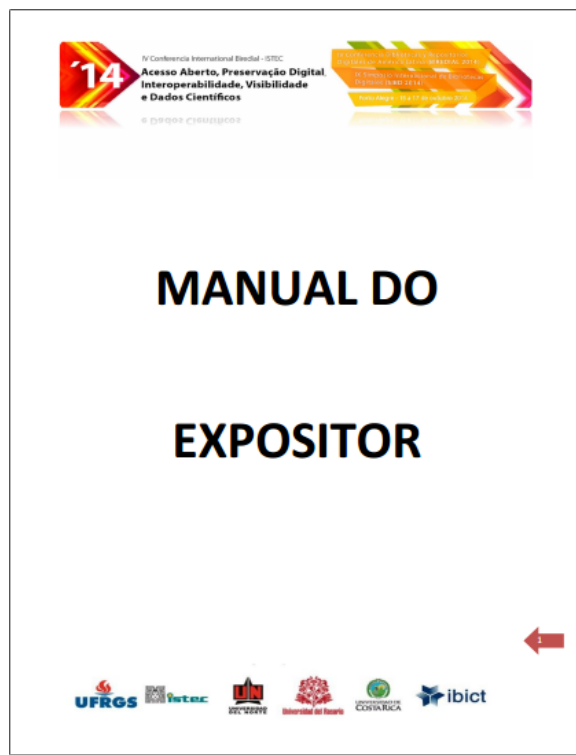 ´14
IV Conferencia International Biredial - ISTEC
Acesso Aberto, Preservação Digital,
Interoperabilidade, Visibilidade
e Dados Científicos
MANUAL DO
EXPOSITOR
1
UFRGS
istec
UN
UNIVERSIDAD
DEL NORTE
Universidad del Rosario
UNIVERSIDAD DE
COSTA RICA
ibict